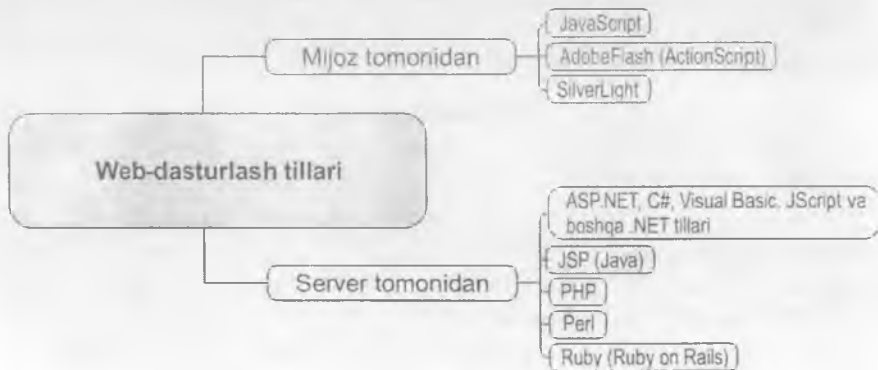 JavaScript
Mijoz tomonidan
AdobeFlash (ActionScript)
SilverLight
Web-dasturlash tillari
ASP.NET, C#, Visual Basic, JScript va
boshqa .NET tillari
JSP (Java)
Server tomonidan
PHP
Perl
Ruby (Ruby on Rails)